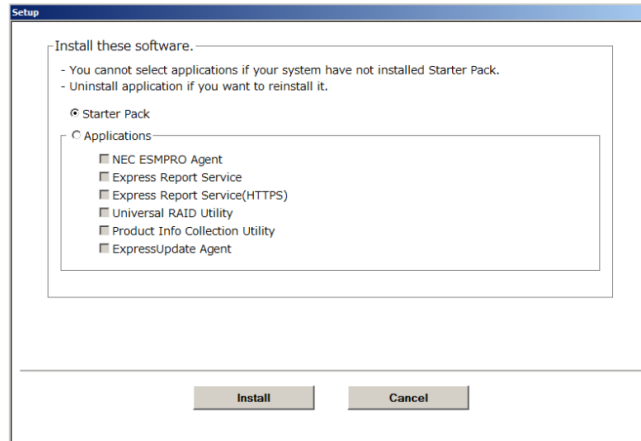 Setup
Install these software.
- You cannot select applications if your system have not installed Starter Pack.
- Uninstall application if you want to reinstall it.
Starter Pack
Applications
NEC ESMPRO Agent
Express Report Service
Express Report Service(HTTPS)
Universal RAID Utility
Product Info Collection Utility
ExpressUpdate Agent
Install Cancel